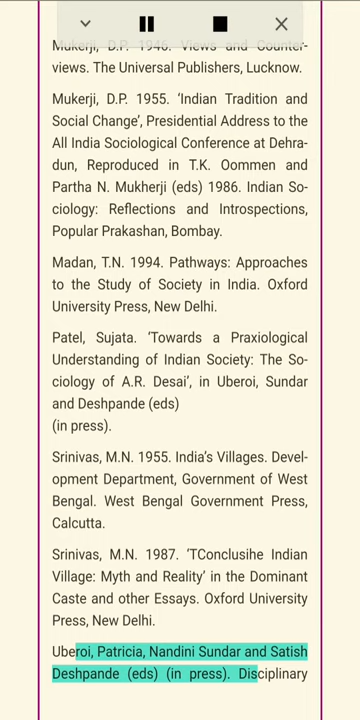 Mukerji, D.P. 1946. Views and Counter-
views. The Universal Publishers, Lucknow.
Mukerji, D.P. 1955. ‘Indian Tradition and
Social Change’, Presidential Address to the
All India Sociological Conference at Dehra-
dun, Reproduced in T.K. Oommen and
Partha N. Mukherji (eds) 1986. Indian So-
ciology: Reflections and Introspections,
Popular Prakashan, Bombay.
Madan, T.N. 1994. Pathways: Approaches
to the Study of Society in India. Oxford
University Press, New Delhi.
Patel, Sujata. ‘Towards a Praxiological
Understanding of Indian Society: The So-
ciology of A.R. Desai’, in Uberoi, Sundar
and Deshpande (eds)
(in press).
Srinivas, M.N. 1955. India’s Villages. Devel-
opment Department, Government of West
Bengal. West Bengal Government Press,
Calcutta.
Srinivas, M.N. 1987. ‘TConclusihe Indian
Village: Myth and Reality’ in the Dominant
Caste and other Essays. Oxford University
Press, New Delhi.
Uberoi, Patricia, Nandini Sundar and Satish
Deshpande (eds) (in press). Disciplinary